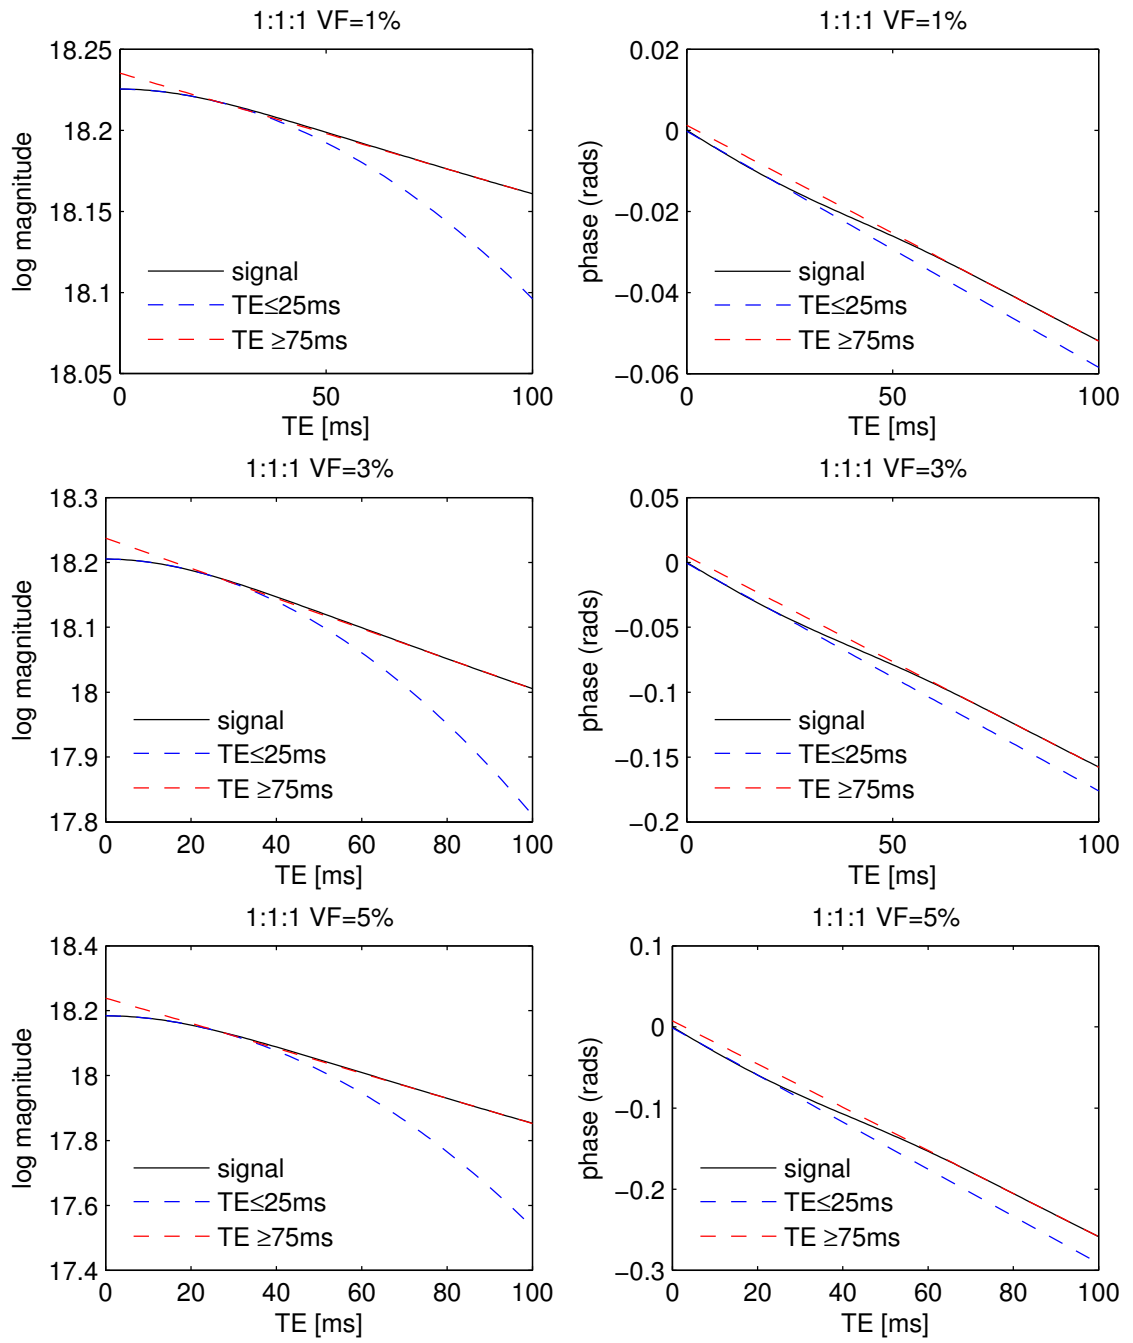 1:1:1 VF=1%
18.25
18.2
18.15
18.1
18.05
log magnitude
signal
TE≤25ms
TE ≥75ms
0
50
100
TE [ms]
1:1:1 VF=1%
0.02
0
−0.02
−0.04
−0.06
phase (rads)
signal
TE≤25ms
TE ≥75ms
0
50
100
TE [ms]
1:1:1 VF=3%
18.3
18.2
18.1
18
17.9
17.8
log magnitude
signal
TE≤25ms
TE ≥75ms
0
20
40
60
80
100
TE [ms]
1:1:1 VF=3%
0.05
0
−0.05
−0.1
−0.15
−0.2
phase (rads)
signal
TE≤25ms
TE ≥75ms
0
50
100
TE [ms]
1:1:1 VF=5%
18.4
18.2
18
17.8
17.6
17.4
log magnitude
signal
TE≤25ms
TE ≥75ms
0
20
40
60
80
100
TE [ms]
1:1:1 VF=5%
0.1
0
−0.1
−0.2
−0.3
phase (rads)
signal
TE≤25ms
TE ≥75ms
0
20
40
60
80
100
TE [ms]